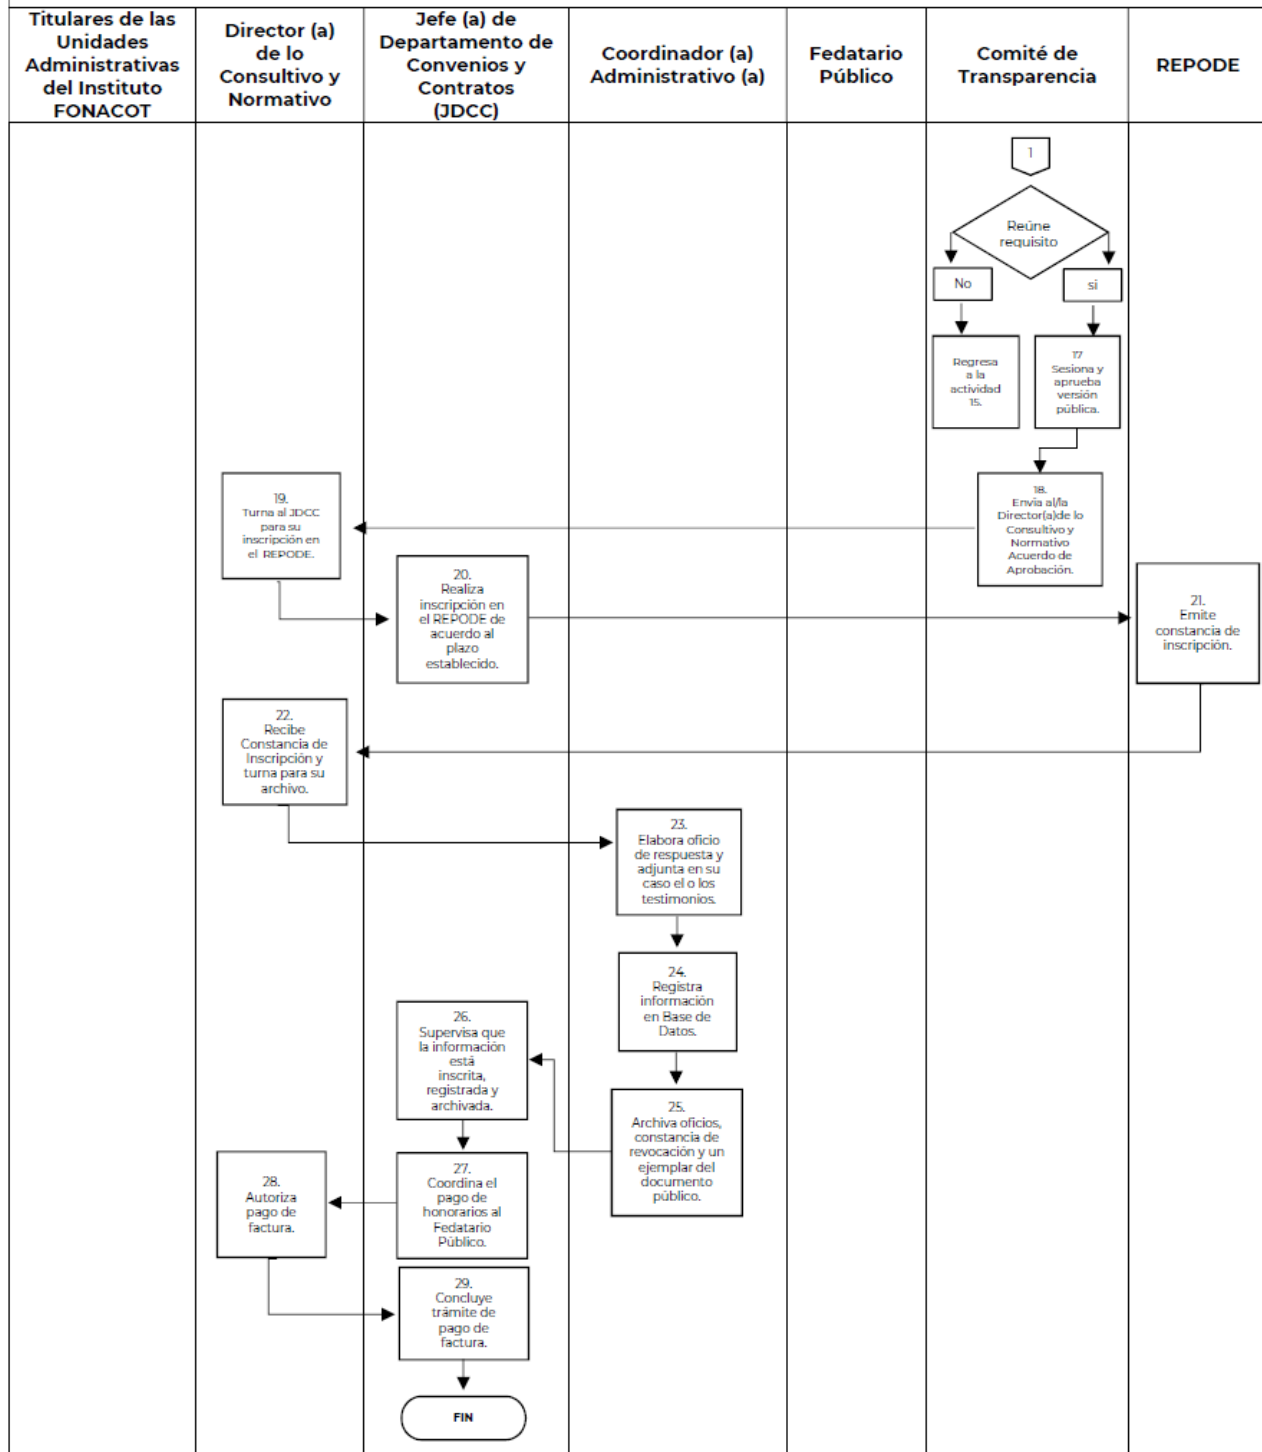 Titulares de las
Unidades
Administrativas
del Instituto
FONACOT
Director (a)
de lo
Consultivo y
Normativo
Jefe (a) de
Departamento de
Convenios y
Contratos
(JDCC)
Coordinador (a)
Administrativo (a)
Fedatario
Público
Comité de
Transparencia
REPODE
1
Reúne
requisito
No
si
Regresa
a la
actividad
15.
17
Sesiona y
aprueba
versión
pública.
18.
Envía al/la
Director(a)de lo
Consultivo y
Normativo
Acuerdo de
Aprobación.
19.
Turna al JDCC
para su
inscripción en
el REPODE.
20.
Realiza
inscripción en
el REPODE de
acuerdo al
plazo
establecido.
21.
Emite
constancia de
inscripción.
22.
Recibe
Constancia de
Inscripción y
turna para su
archivo.
23.
Elabora oficio
de respuesta y
adjunta en su
caso el o los
testimonios.
24.
Registra
información
en Base de
Datos.
25.
Archiva oficios,
constancia de
revocación y un
ejemplar del
documento
público.
26.
Supervisa que
la información
está
inscrita,
registrada y
archivada.
27.
Coordina el
pago de
honorarios al
Fedatario
Público.
28.
Autoriza
pago de
factura.
29.
Concluye
trámite de
pago de
factura.
FIN